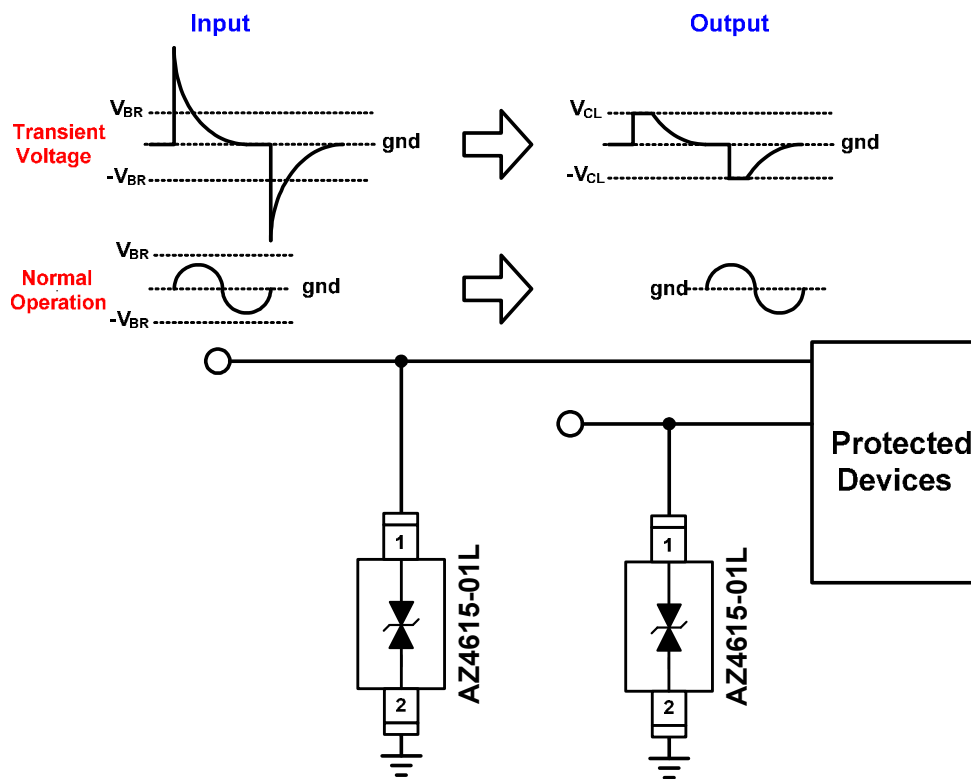 Input
Output
VBR
Transient
Voltage
gnd
-VBR
VCL
gnd
-VCL
VBR
Normal
Operation
gnd
-VBR
gnd
Protected
Devices
1
AZ4615-01L
2
1
AZ4615-01L
2